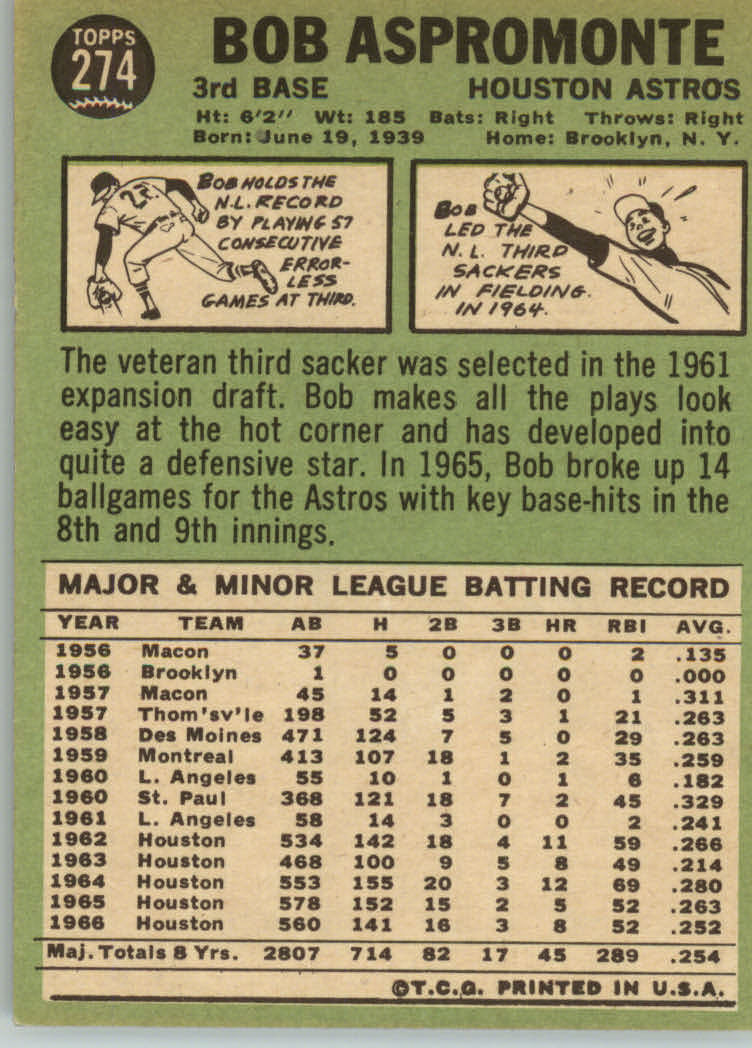 TOPPS
274
BOB ASPROMONTE
3rd BASE HOUSTON ASTROS
Ht: 6'2" Wt: 185 Bats: Right Throws: Right
Born: June 19, 1939 Home: Brooklyn, N. Y.
BOB HOLDS THE
N.L. RECORD
BY PLAYING 57
CONSECUTIVE
ERROR-
LESS
GAMES AT THIRD.
BOB
LED THE
N.L. THIRD
SACKERS
IN FIELDING.
IN 1964.
The veteran third sacker was selected in the 1961
expansion draft. Bob makes all the plays look
easy at the hot corner and has developed into
quite a defensive star. In 1965, Bob broke up 14
ballgames for the Astros with key base-hits in the
8th and 9th innings.
MAJOR & MINOR LEAGUE BATTING RECORD
YEAR TEAM AB H 2B 3B HR RBI AVG.
1956 Macon 37 5 0 0 0 2 .135
1956 Brooklyn 1 0 0 0 0 0 .000
1957 Macon 45 14 1 2 0 1 .311
1957 Thom'sv'le 198 52 5 3 1 21 .263
1958 Des Moines 471 124 7 5 0 29 .263
1959 Montreal 413 107 18 1 2 35 .259
1960 L. Angeles 55 10 1 0 1 6 .182
1960 St. Paul 368 121 18 7 2 45 .329
1961 L. Angeles 58 14 3 0 0 2 .241
1962 Houston 534 142 18 4 11 59 .266
1963 Houston 468 100 9 5 8 49 .214
1964 Houston 553 155 20 3 12 69 .280
1965 Houston 578 152 15 2 5 52 .263
1966 Houston 560 141 16 3 8 52 .252
Maj. Totals 8 Yrs. 2807 714 82 17 45 289 .254
©T.C.G. PRINTED IN U.S.A.